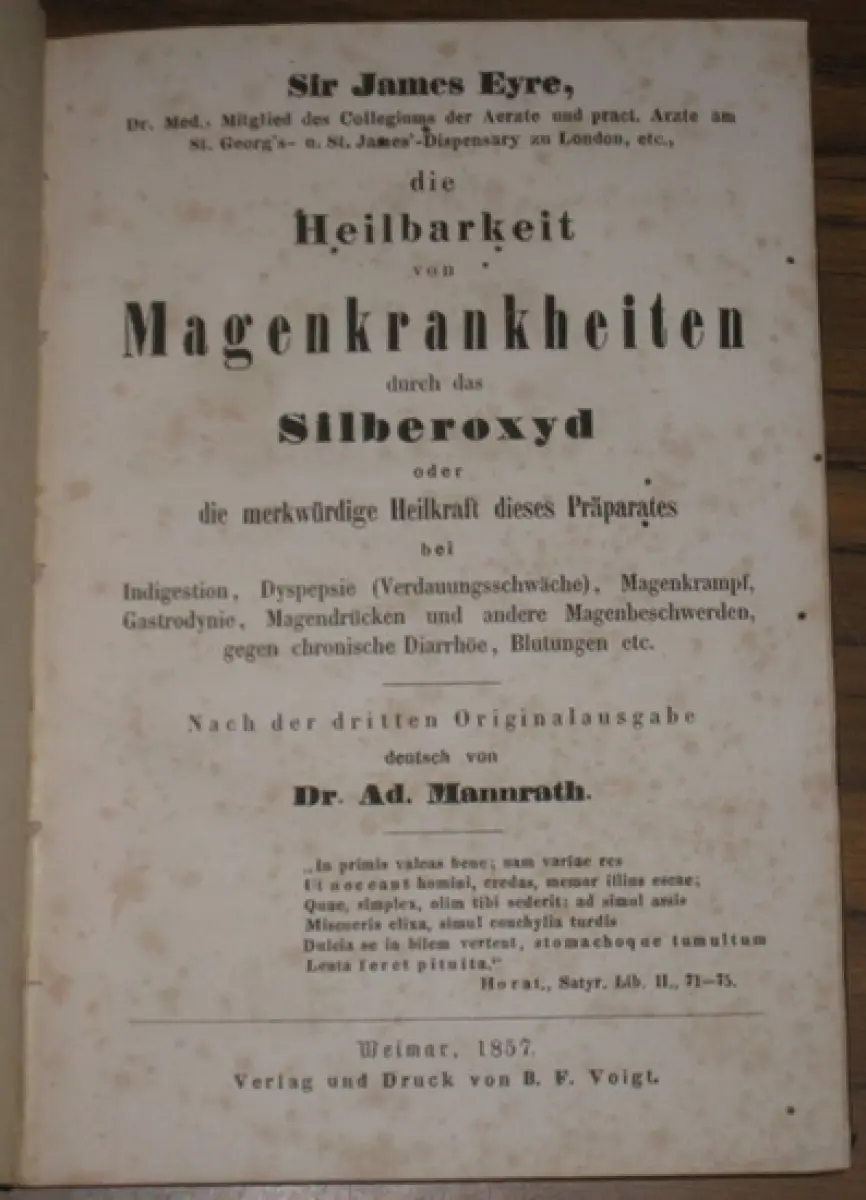 Sir James Eyre,
Dr. Med., Mitglied des Collegiums der Aerzte und pract. Arzte am
St. Georg's- u. St. James'-Dispensary zu London, etc.,
die
Heilbarkeit
von
Magenkrankheiten
durch das
Silberoxyd
oder
die merkwürdige Heilkraft dieses Präparates
bei
Indigestion, Dyspepsie (Verdauungsschwäche), Magenkrampf,
Gastrodynie, Magendrücken und andere Magenbeschwerden,
gegen chronische Diarrhöe, Blutungen etc.
Nach der dritten Originalausgabe
deutsch von
Dr. Ad. Mannrath.
„In primis valeas bene; nam variae res
Ut noceant homini, credas, memor illius escae;
Quae, simplex, olim tibi sederit: ad simul assis
Miscueris elixa, simul conchylia turdis
Dulcia se in bilem vertent, stomachoque tumultum
Lenta feret pituita."
Horat., Satyr. Lib. II., 71–75.
Weimar, 1857.
Verlag und Druck von B. F. Voigt.